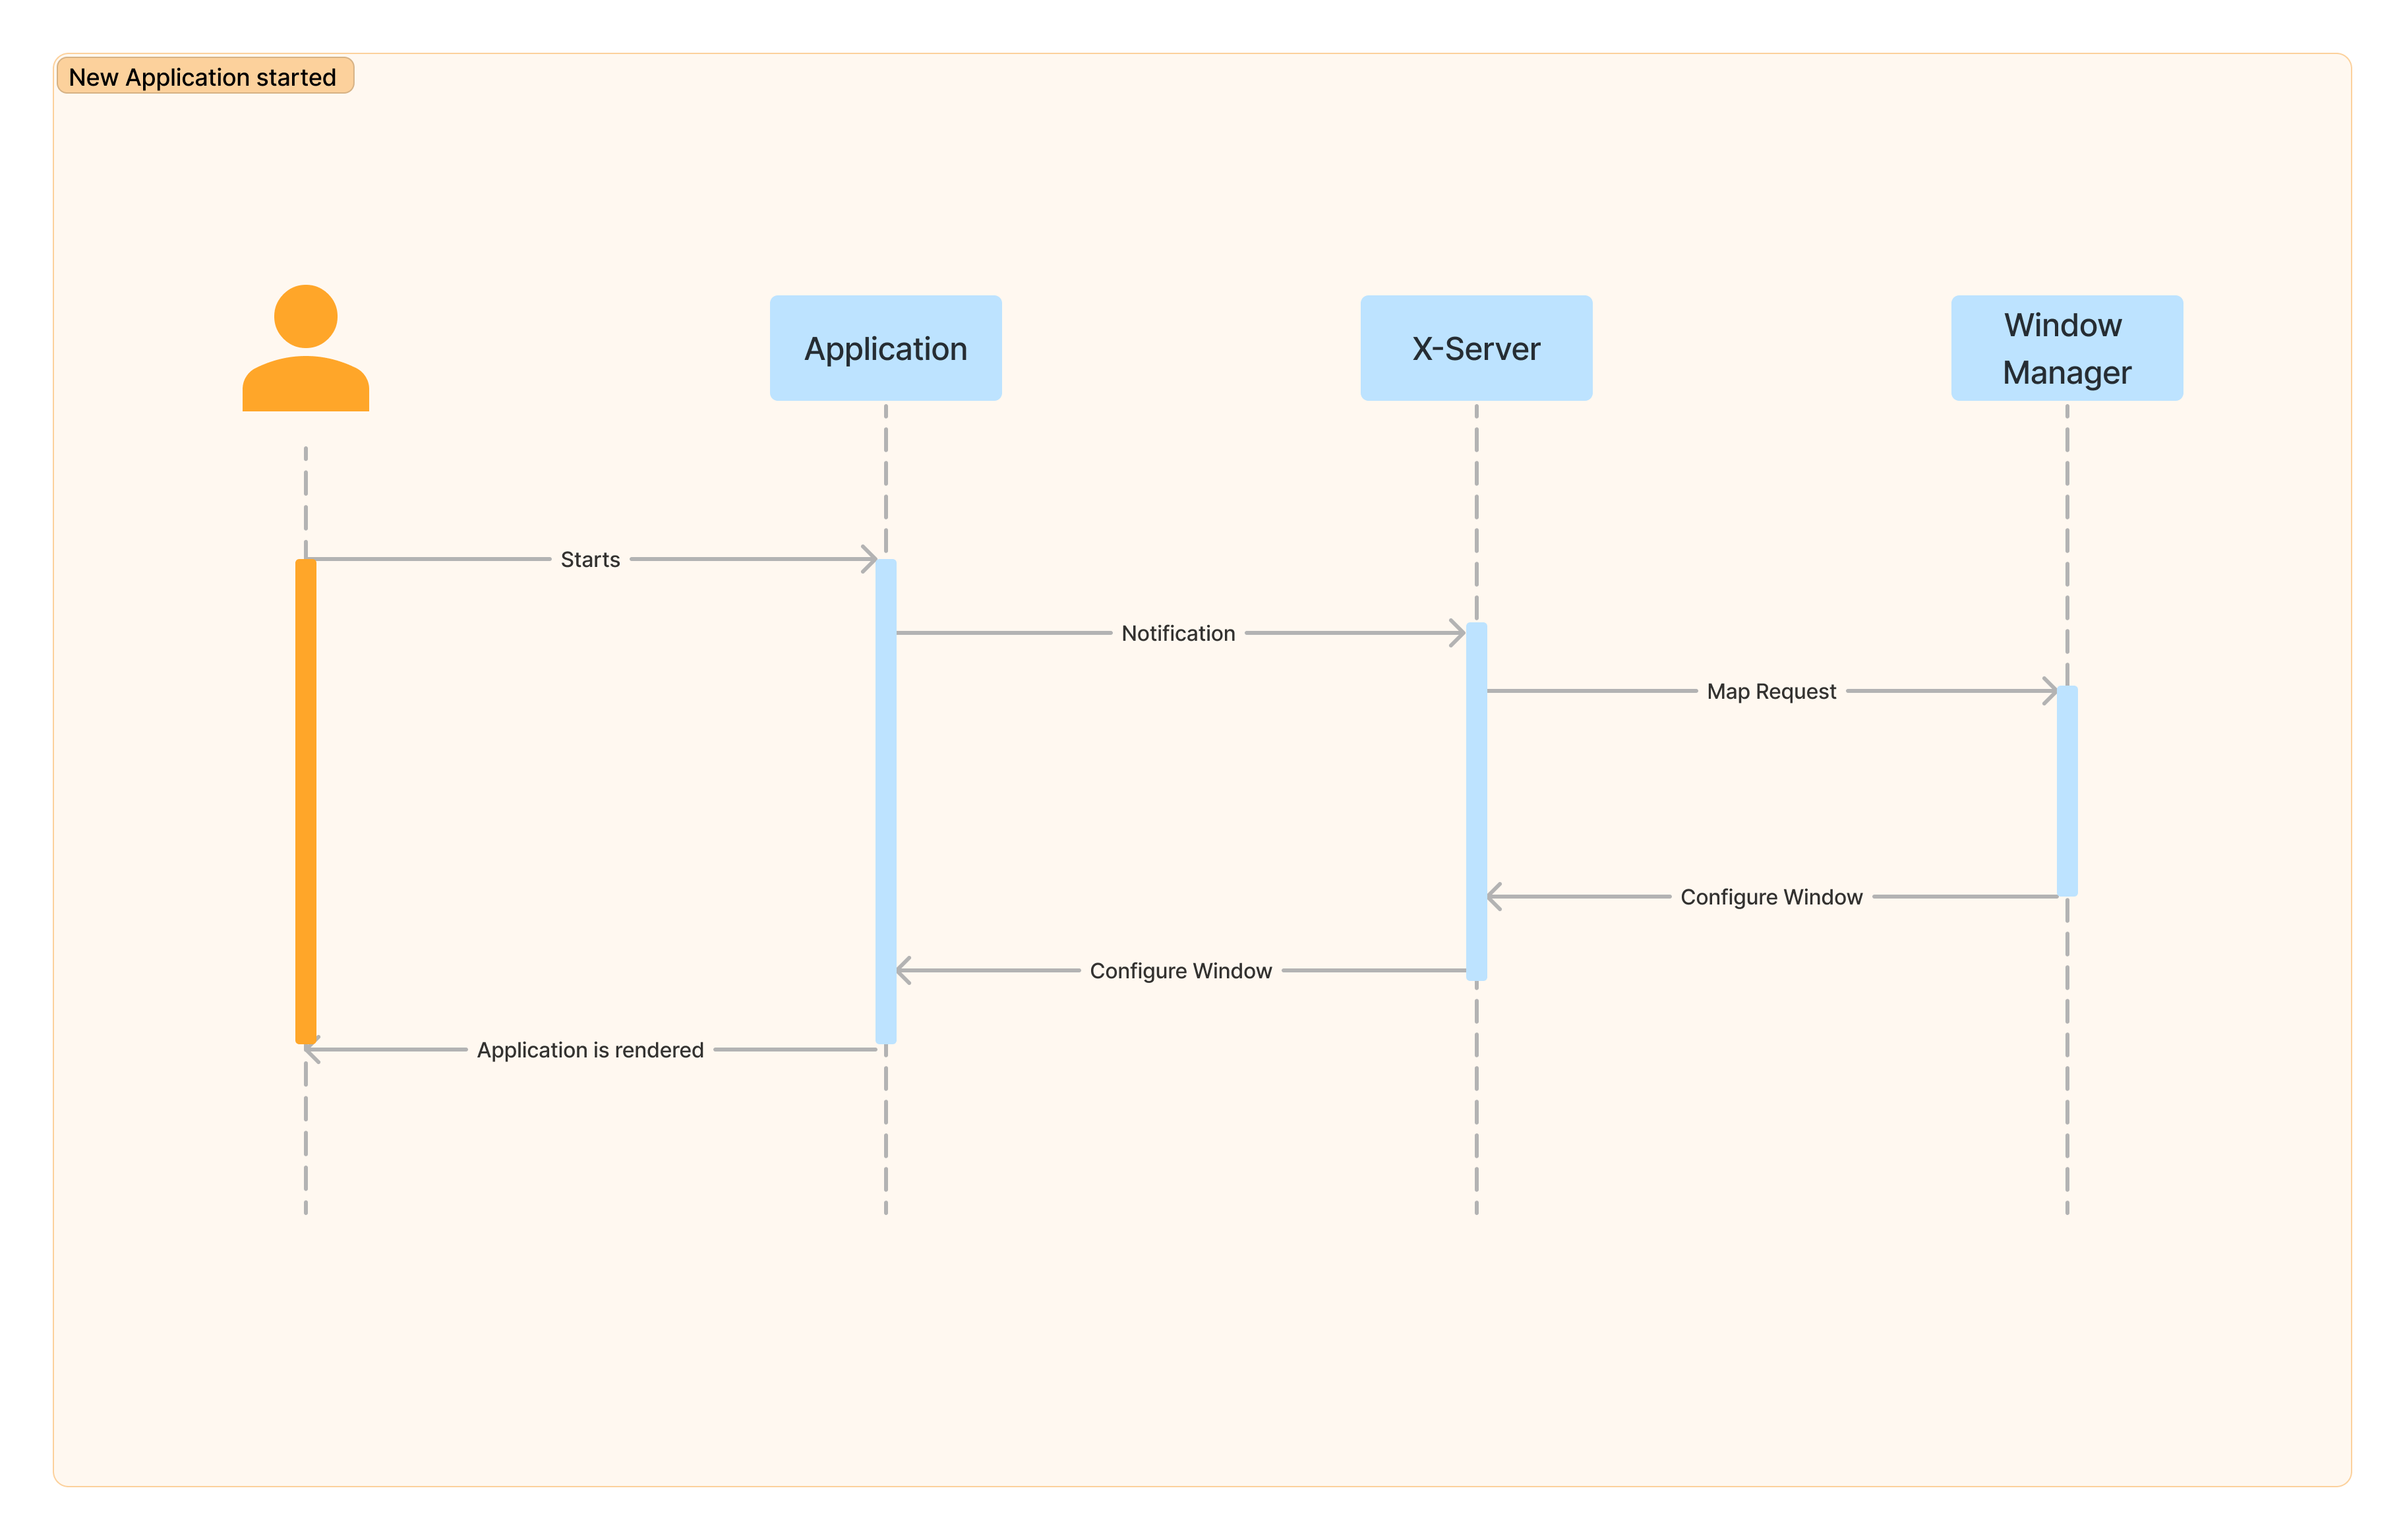 New Application started
Application
X-Server
Window
Manager
Starts
Notification
Map Request
Configure Window
Configure Window
Application is rendered